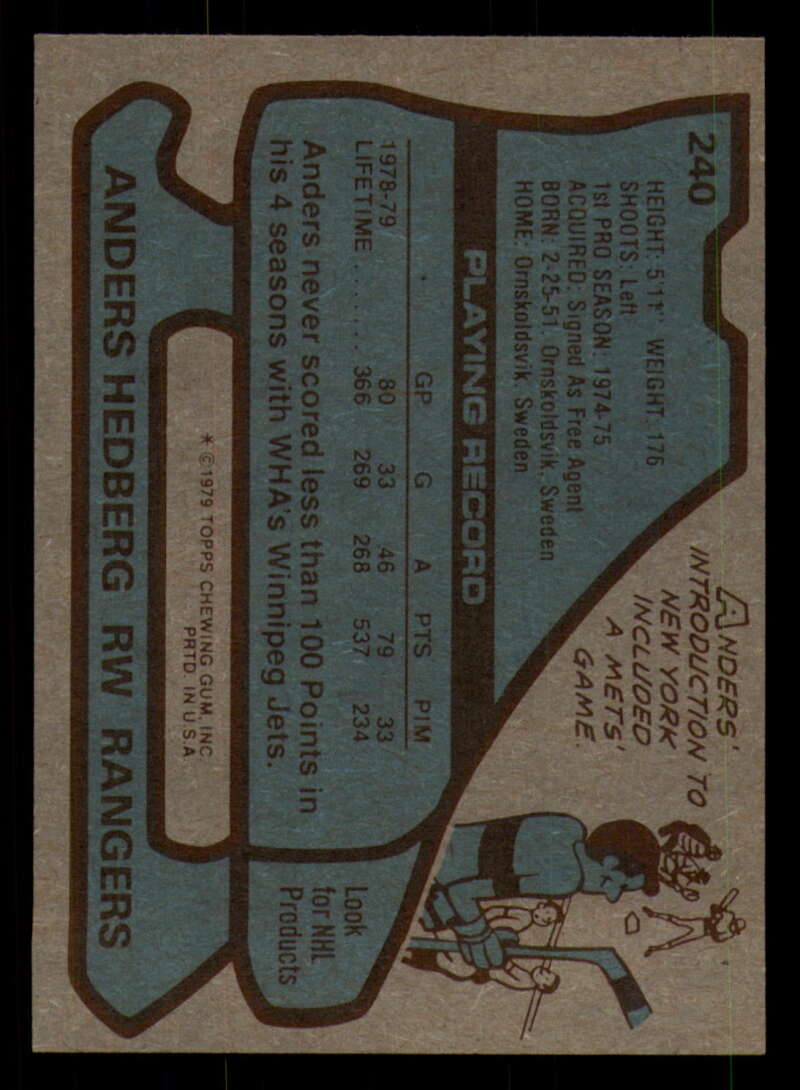 240
HEIGHT: 5'11" WEIGHT: 176
SHOOTS: Left
1st PRO SEASON: 1974-75
ACQUIRED: Signed As Free Agent
BORN: 2-25-51, Ornskoldsvik, Sweden
HOME: Ornskoldsvik, Sweden
ANDERS'
INTRODUCTION TO
NEW YORK
INCLUDED
A METS'
GAME.
PLAYING RECORD
GP G A PTS PIM
1978-79 80 33 46 79 33
LIFETIME ....... 366 269 268 537 234
Anders never scored less than 100 Points in
his 4 seasons with WHA's Winnipeg Jets.
Look
for NHL
Products
* ©1979 TOPPS CHEWING GUM, INC.
PRTD. IN U.S.A.
ANDERS HEDBERG RW RANGERS